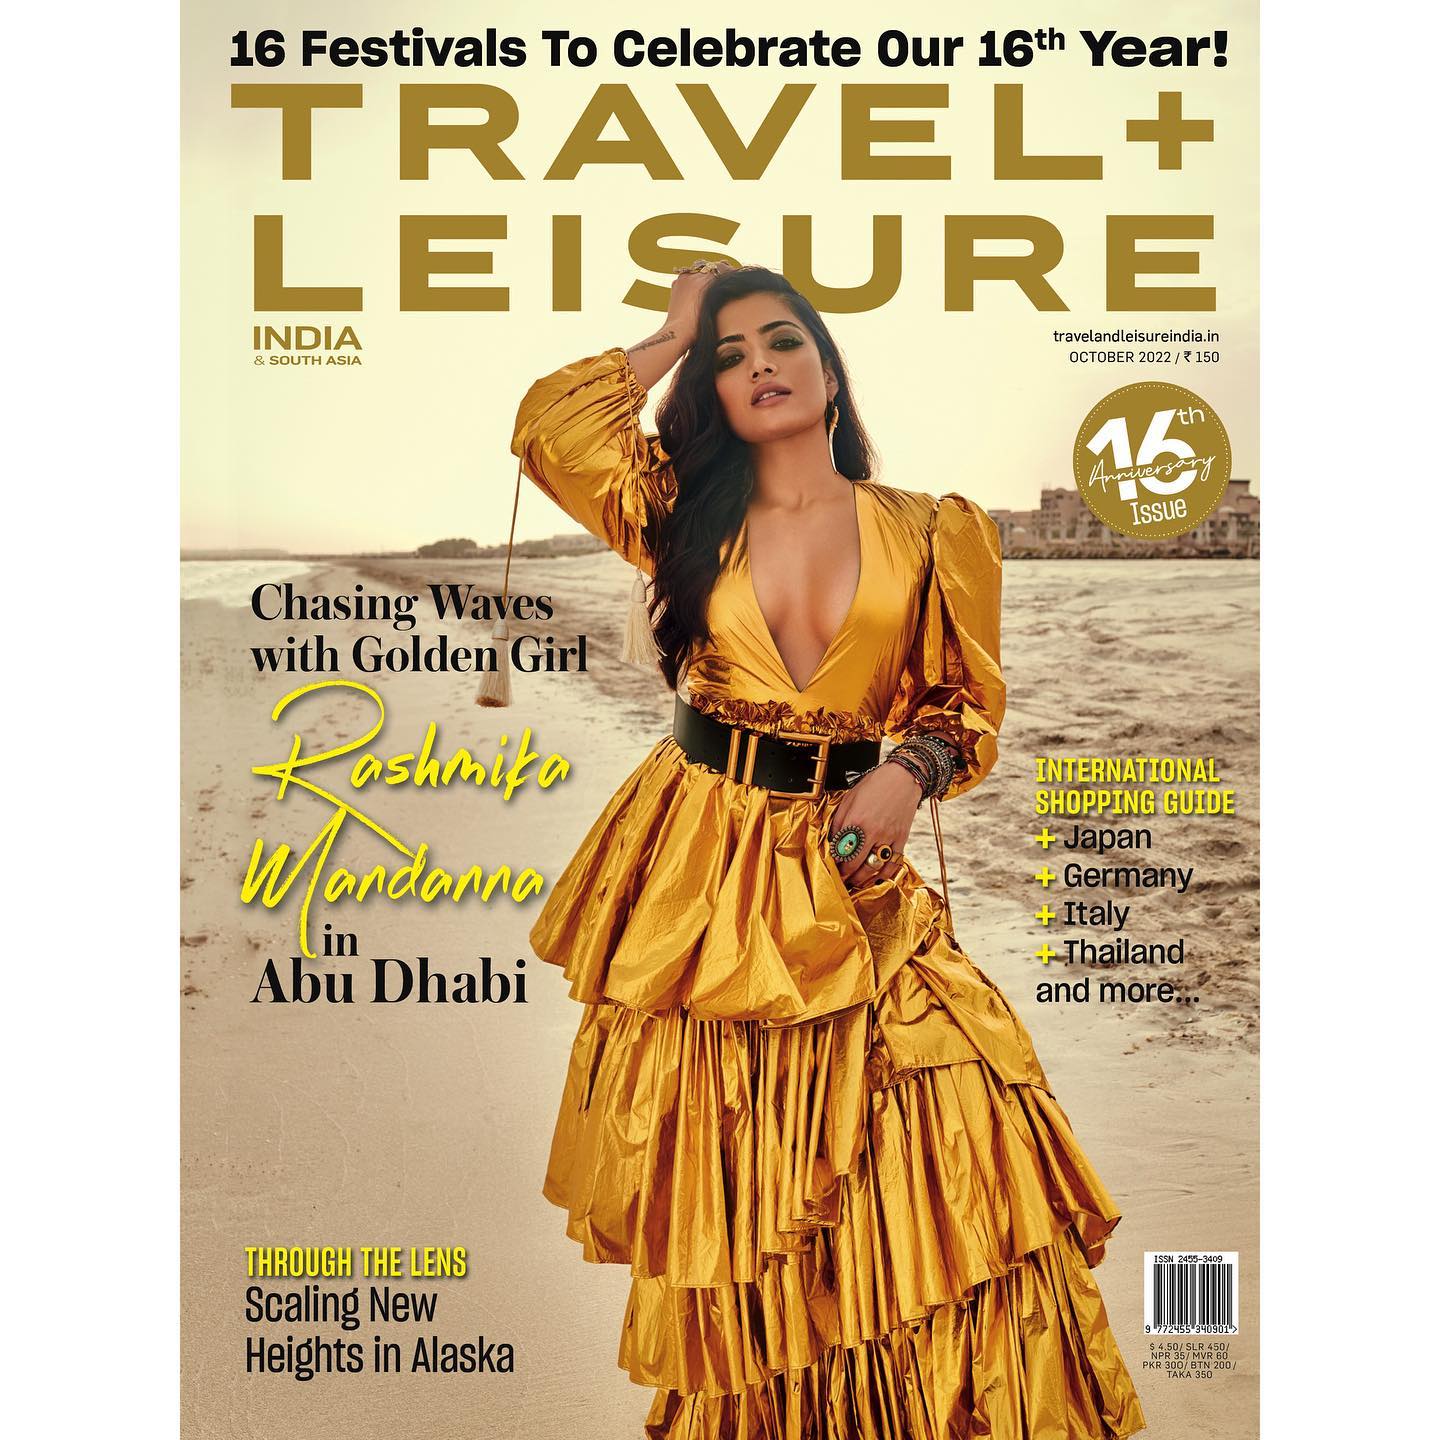 16 Festivals To Celebrate Our 16th Year!
TRAVEL+
LEISURE
INDIA
& SOUTH ASIA
travelandleisureindia.in
OCTOBER 2022 / ₹ 150
16th
Anniversary
Issue
Chasing Waves
with Golden Girl
Rashmika
Mandanna
in
Abu Dhabi
INTERNATIONAL
SHOPPING GUIDE
+ Japan
+ Germany
+ Italy
+ Thailand
and more...
THROUGH THE LENS
Scaling New
Heights in Alaska
ISSN 2455-3409
9 772455 340901 >
$ 4.50/ SLR 450/
NPR 35/ MVR 60
PKR 300/ BTN 200/
TAKA 350